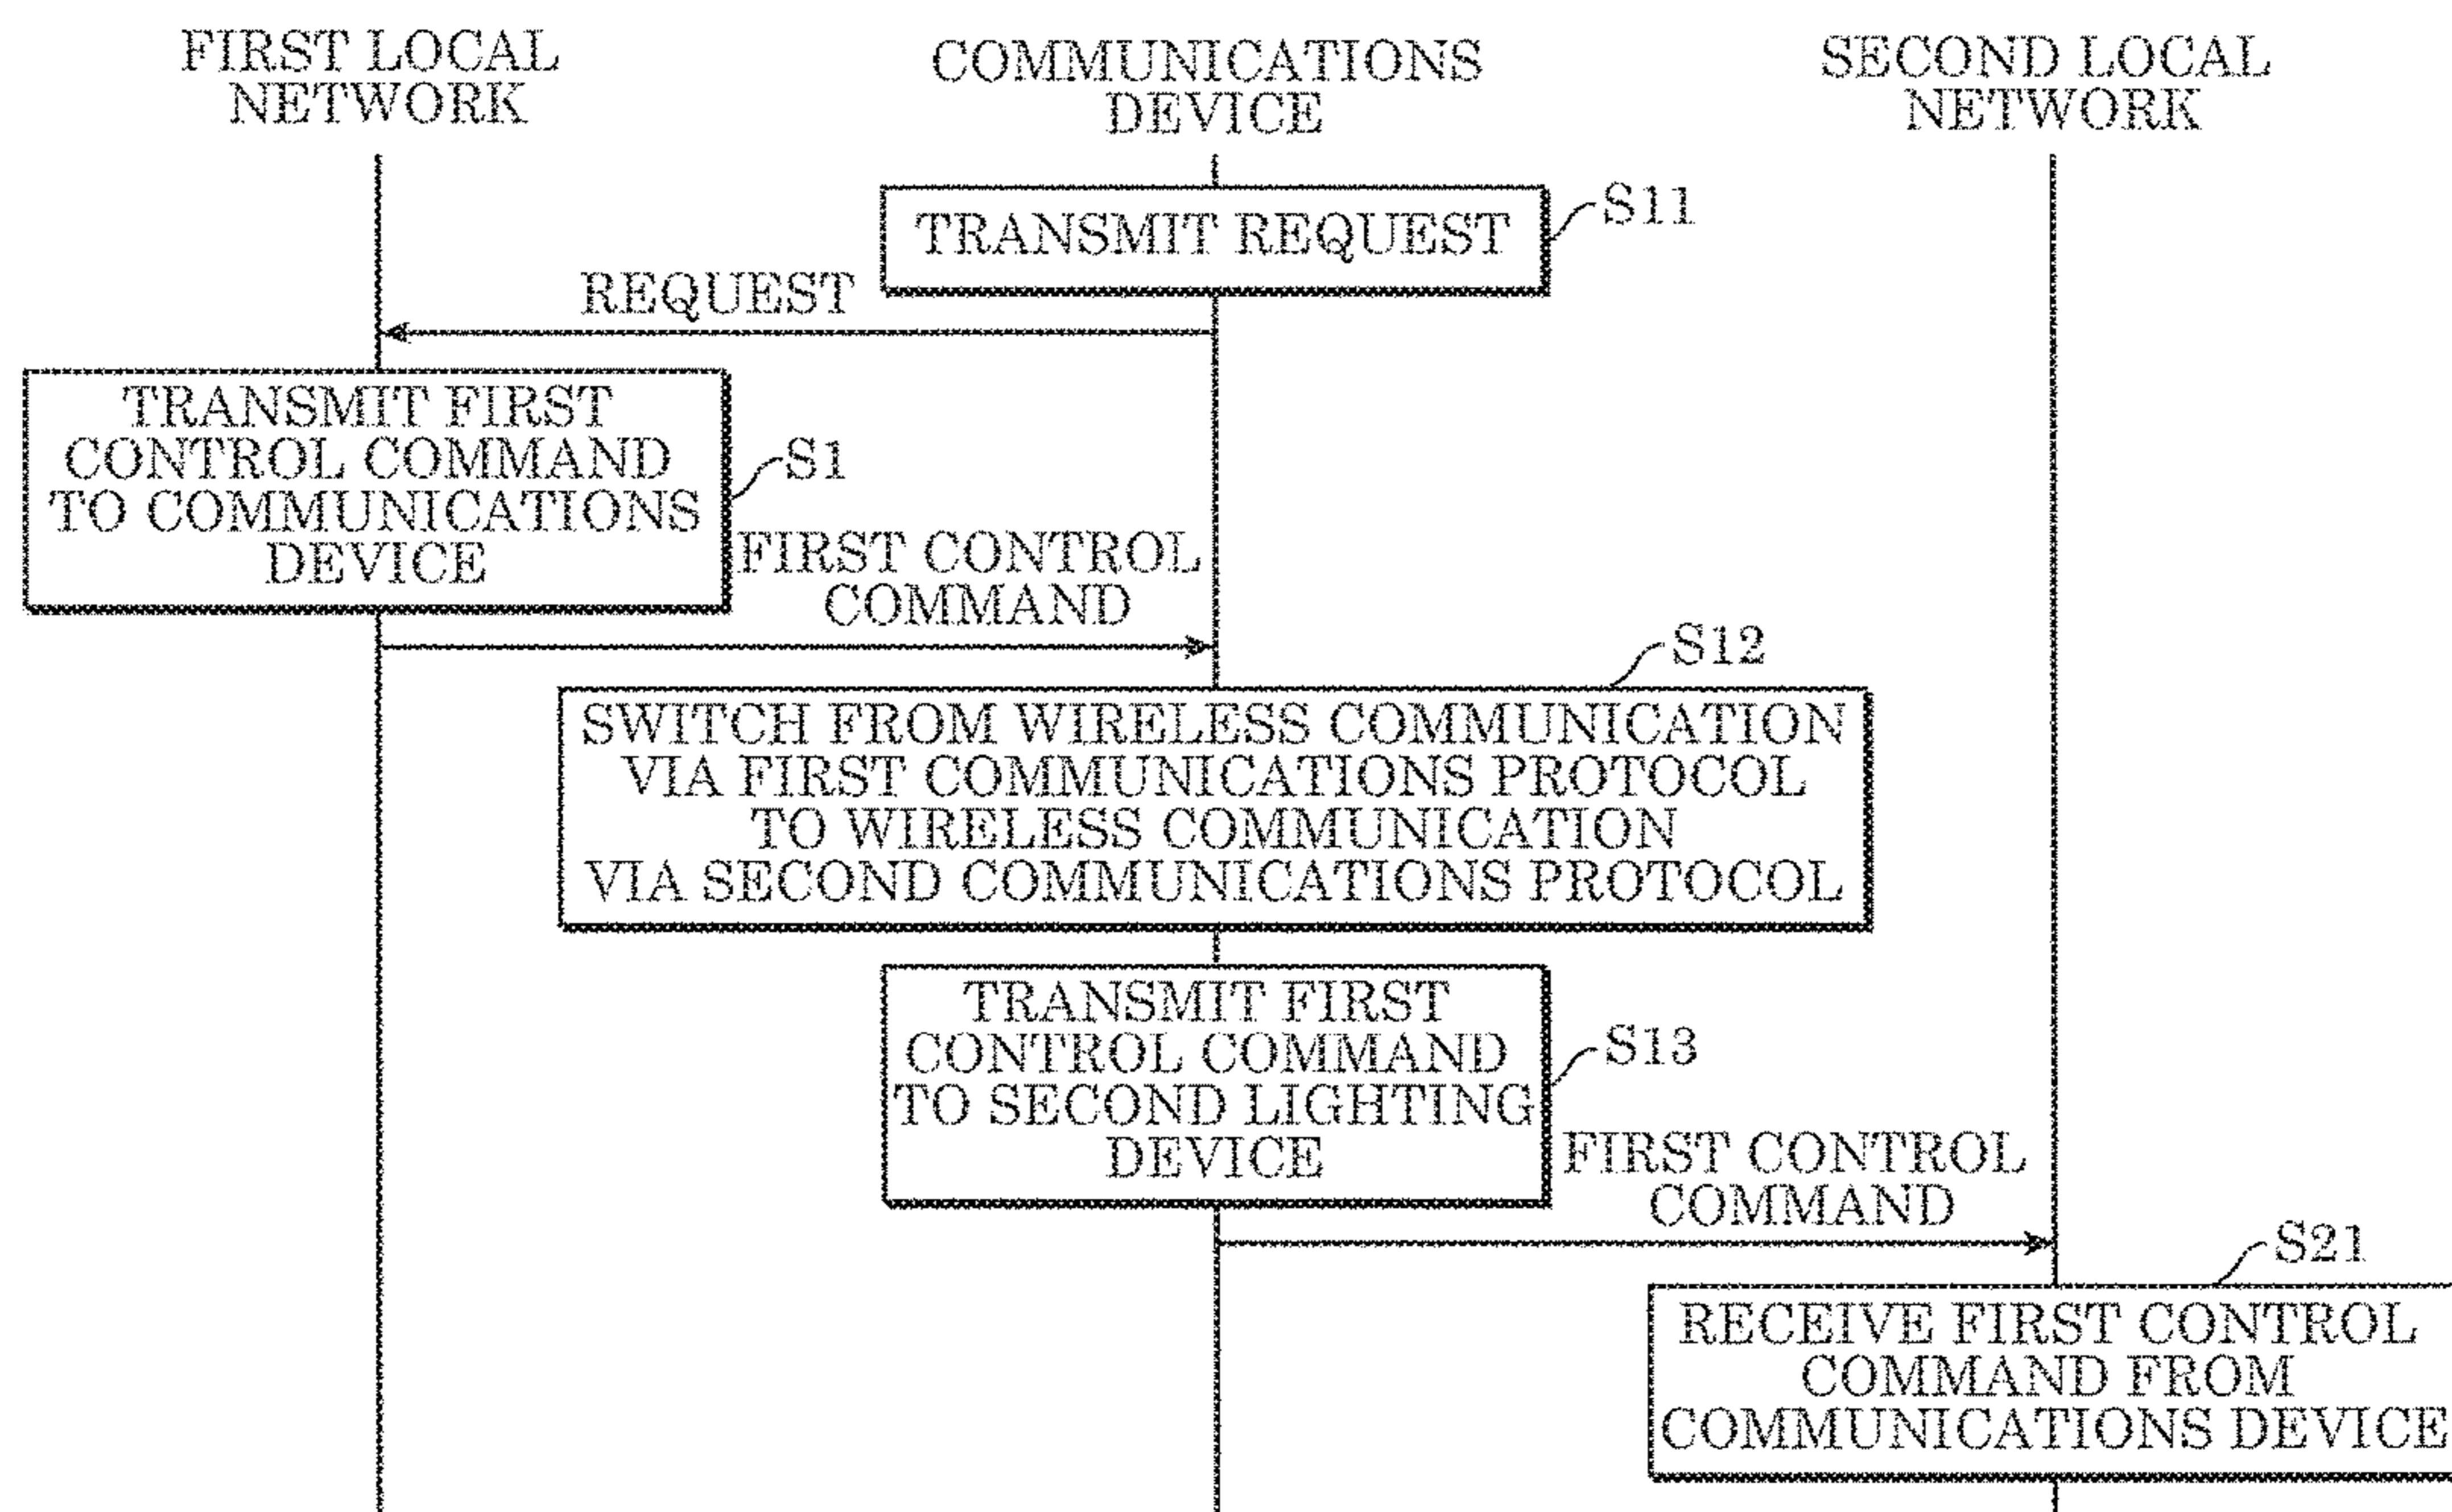 FIRST LOCAL
NETWORK
COMMUNICATIONS
DEVICE
SECOND LOCAL
NETWORK
TRANSMIT REQUEST
S11
REQUEST
TRANSMIT FIRST
CONTROL COMMAND
TO COMMUNICATIONS
DEVICE
S1
FIRST CONTROL
COMMAND
S12
SWITCH FROM WIRELESS COMMUNICATION
VIA FIRST COMMUNICATIONS PROTOCOL
TO WIRELESS COMMUNICATION
VIA SECOND COMMUNICATIONS PROTOCOL
TRANSMIT FIRST
CONTROL COMMAND
TO SECOND LIGHTING
DEVICE
S13
FIRST CONTROL
COMMAND
S21
RECEIVE FIRST CONTROL
COMMAND FROM
COMMUNICATIONS DEVICE